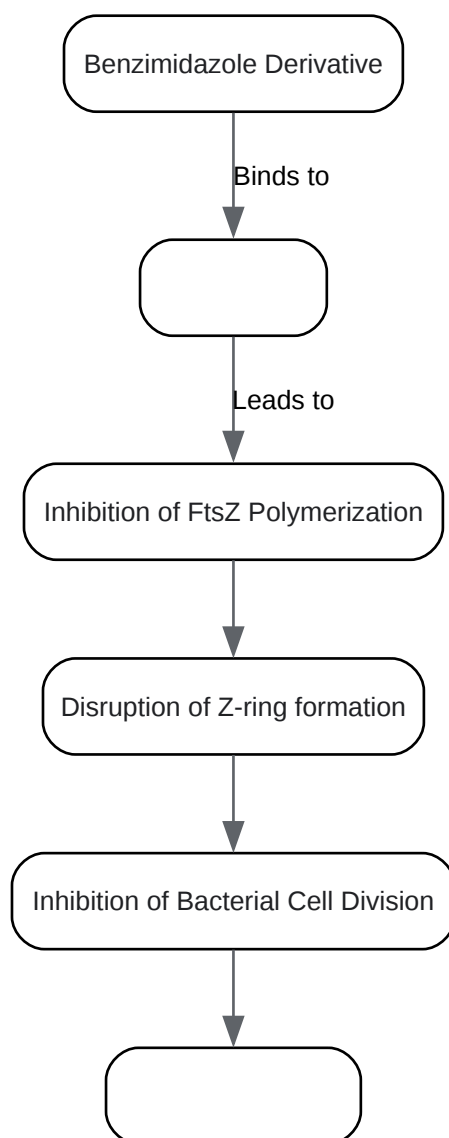 Benzimidazole Derivative
Binds to
Leads to
Inhibition of FtsZ Polymerization
Disruption of Z-ring formation
Inhibition of Bacterial Cell Division